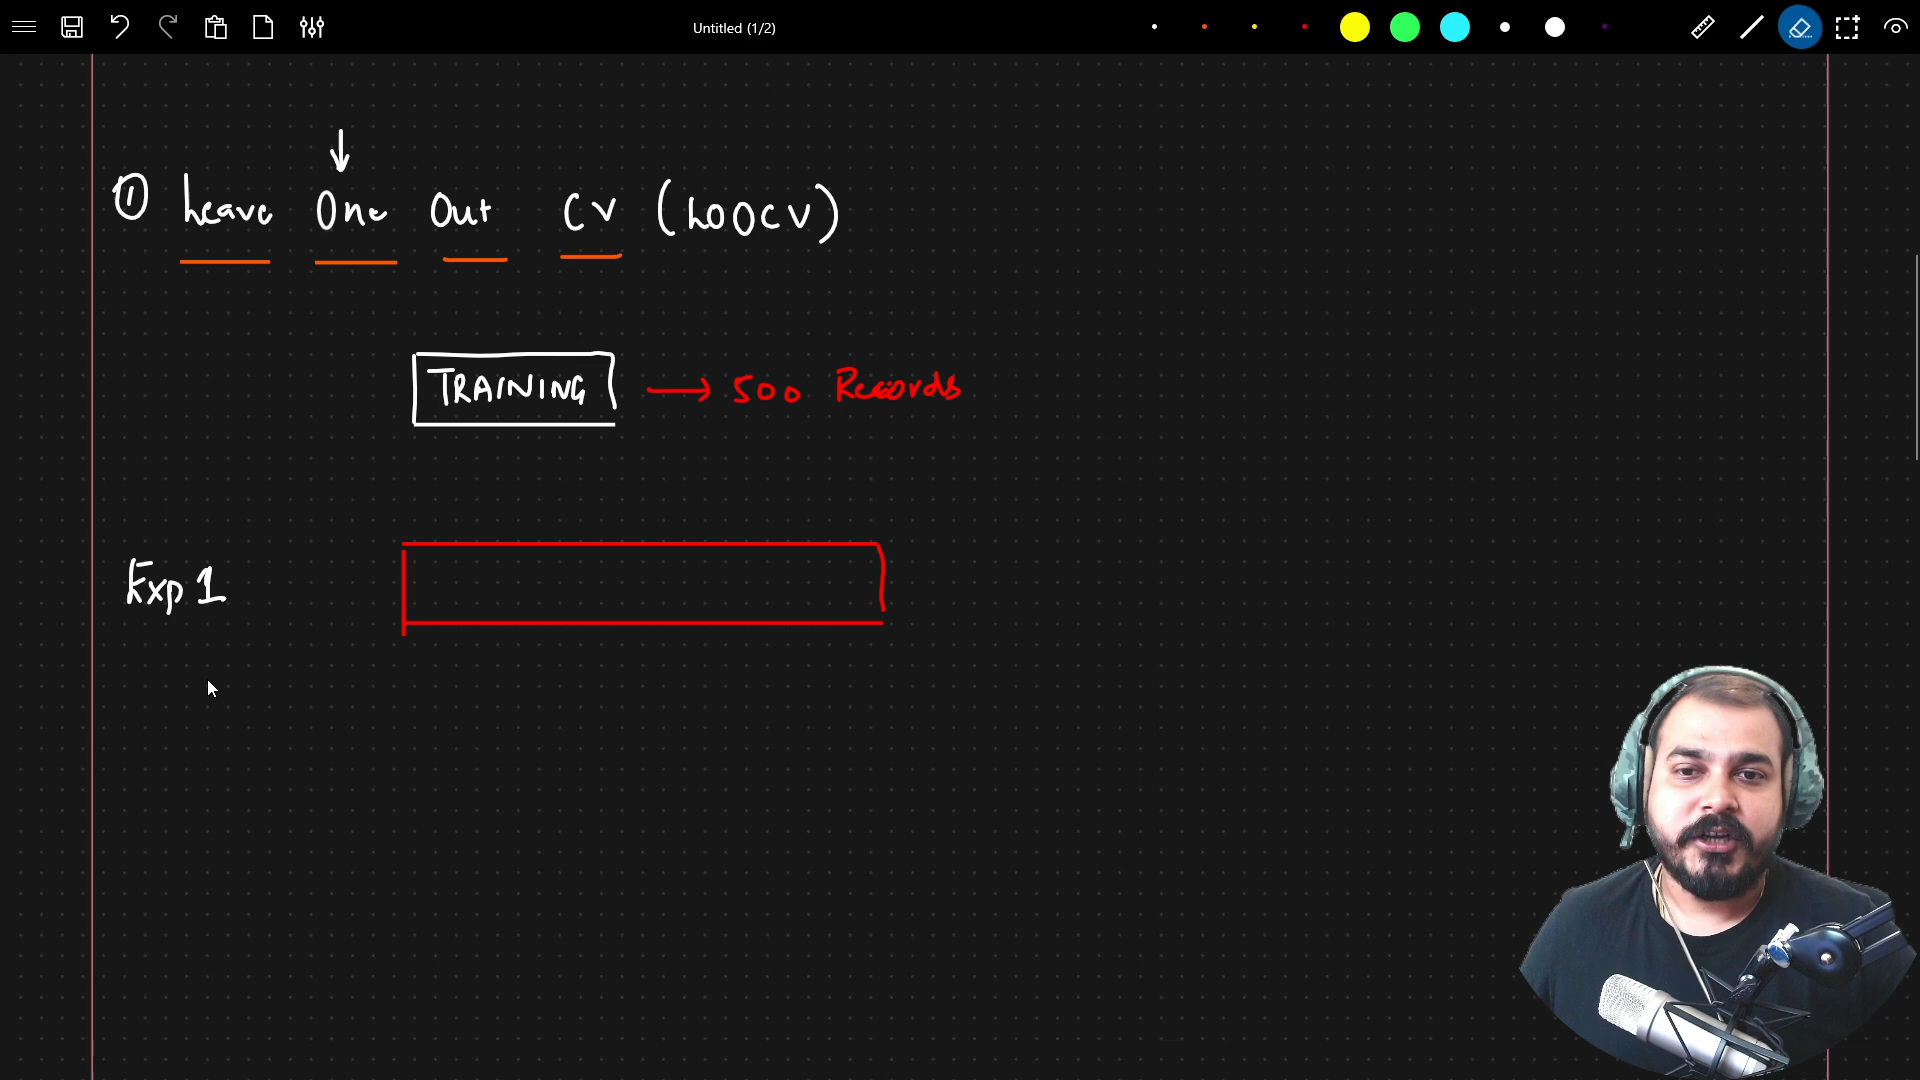 Untitled (1/2)
① Leave One Out CV (LOOCV)
TRAINING → 500 Records
Exp 1